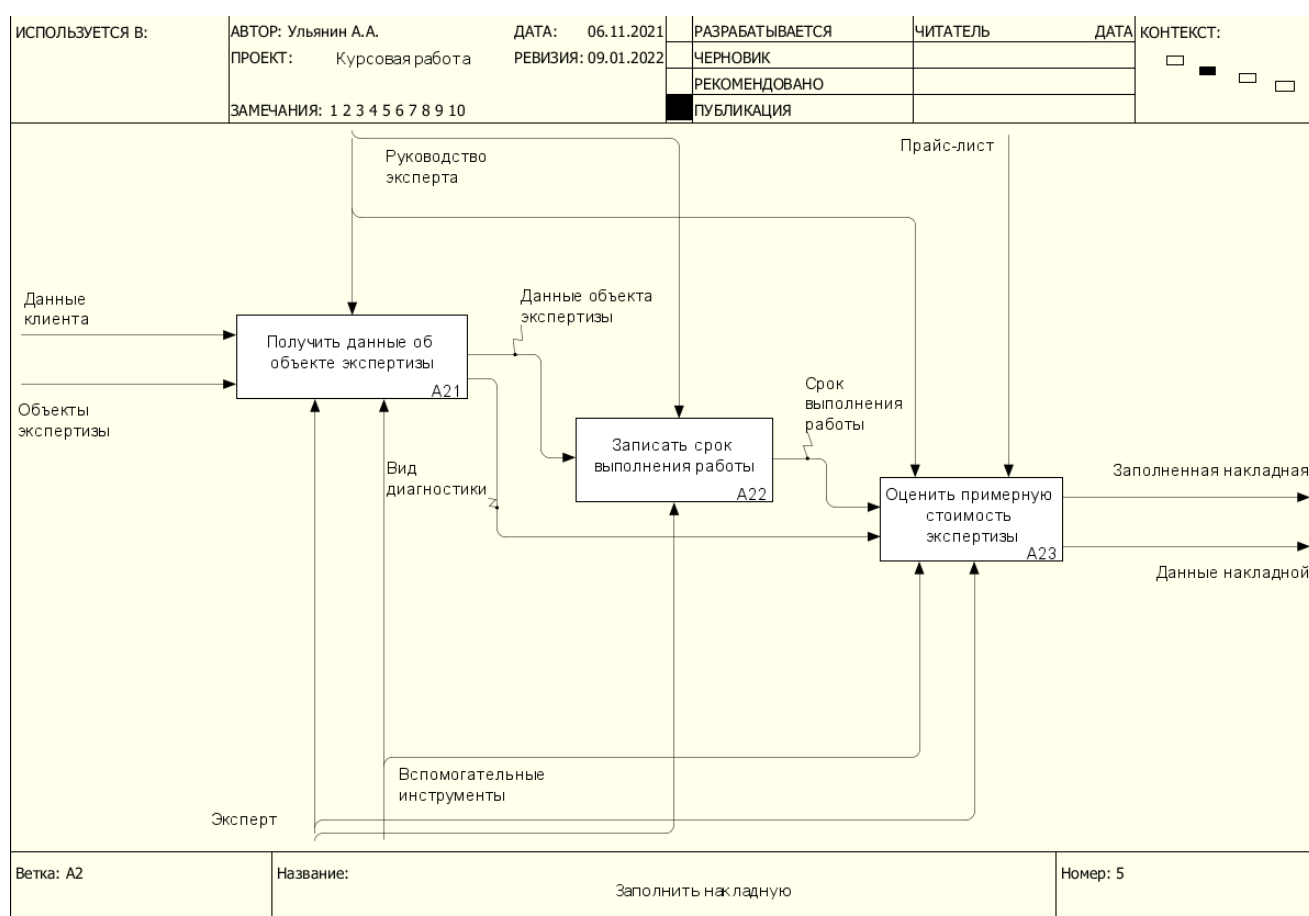 ИСПОЛЬЗУЕТСЯ В:
АВТОР: Ульянин А.А.
ДАТА: 06.11.2021
РАЗРАБАТЫВАЕТСЯ
ЧИТАТЕЛЬ
ДАТА
КОНТЕКСТ:
ПРОЕКТ: Курсовая работа
РЕВИЗИЯ: 09.01.2022
ЧЕРНОВИК
РЕКОМЕНДОВАНО
ЗАМЕЧАНИЯ: 1 2 3 4 5 6 7 8 9 10
ПУБЛИКАЦИЯ
Руководство
эксперта
Прайс-лист
Данные
клиента
Данные объекта
экспертизы
Получить данные об
объекте экспертизы
A21
Объекты
экспертизы
Срок
выполнения
работы
Записать срок
выполнения работы
A22
Вид
диагностики
Заполненная накладная
Оценить примерную
стоимость
экспертизы
A23
Данные накладной
Вспомогательные
инструменты
Эксперт
Ветка: A2
Название:
Заполнить накладную
Номер: 5